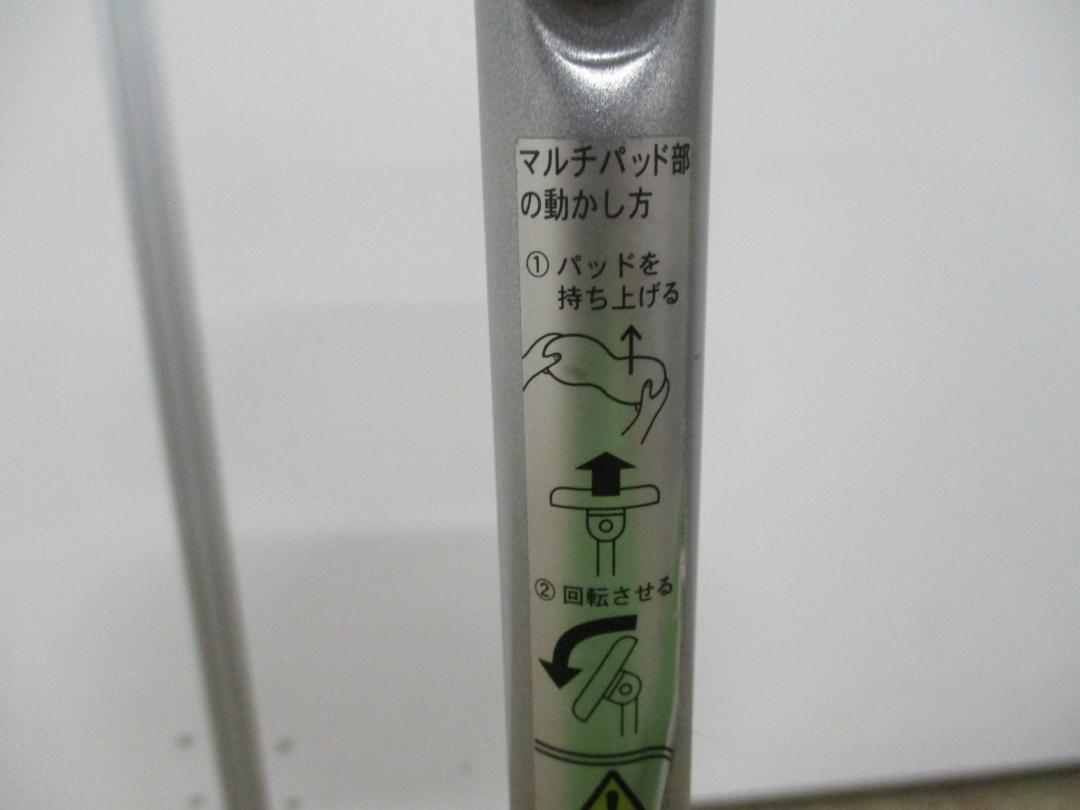 マルチパッド部
の動かし方
① パッドを
持ち上げる
② 回転させる